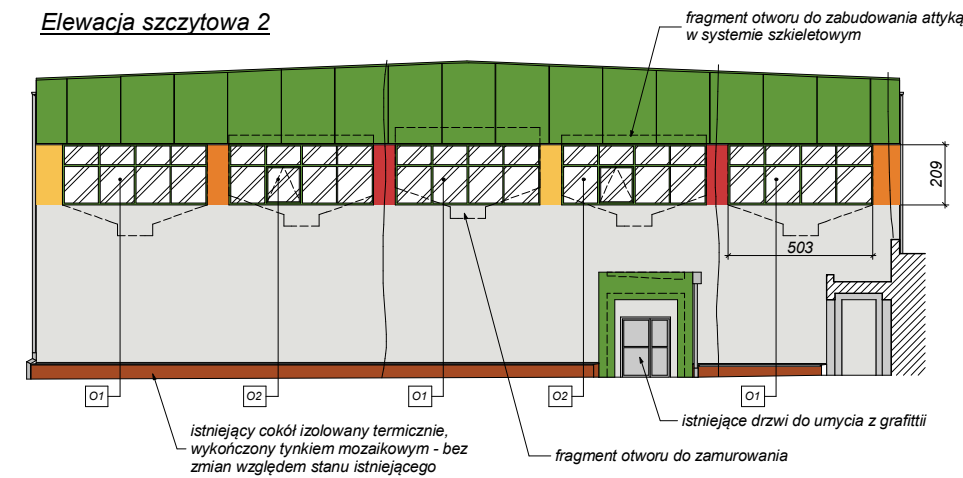 Elewacja szczytowa 2
fragment otworu do zabudowania attyką
w systemie szkieletowym
209
503
O1
O2
O1
O2
O1
istniejący cokół izolowany termicznie,
wykończony tynkiem mozaikowym - bez
zmian względem stanu istniejącego
fragment otworu do zamurowania
istniejące drzwi do umycia z grafittii